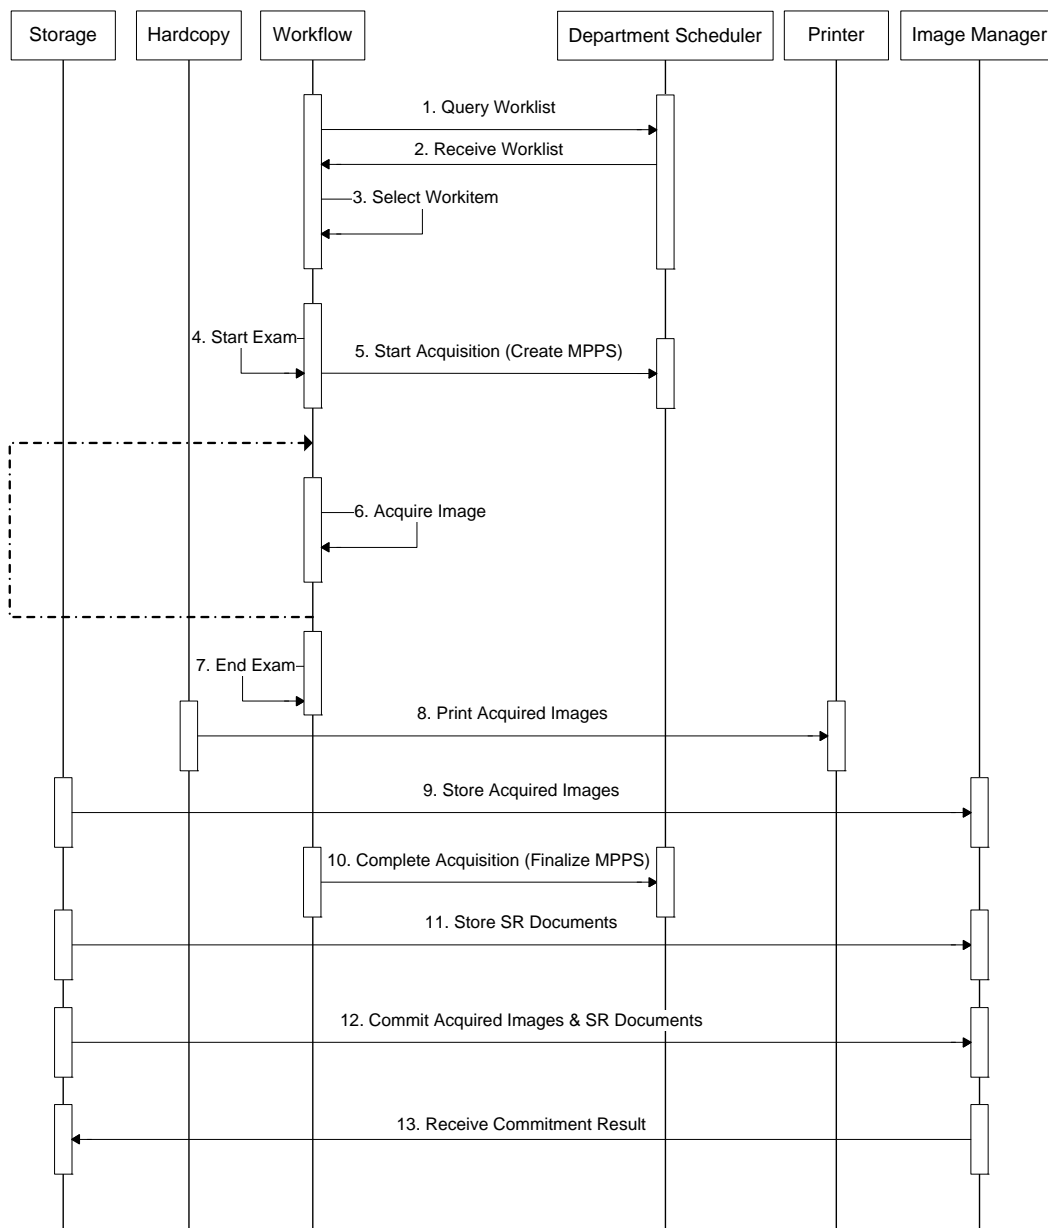 Storage
Hardcopy
Workflow
Department Scheduler
Printer
Image Manager
1. Query Worklist
2. Receive Worklist
3. Select Workitem
4. Start Exam
5. Start Acquisition (Create MPPS)
6. Acquire Image
7. End Exam
8. Print Acquired Images
9. Store Acquired Images
10. Complete Acquisition (Finalize MPPS)
11. Store SR Documents
12. Commit Acquired Images & SR Documents
13. Receive Commitment Result